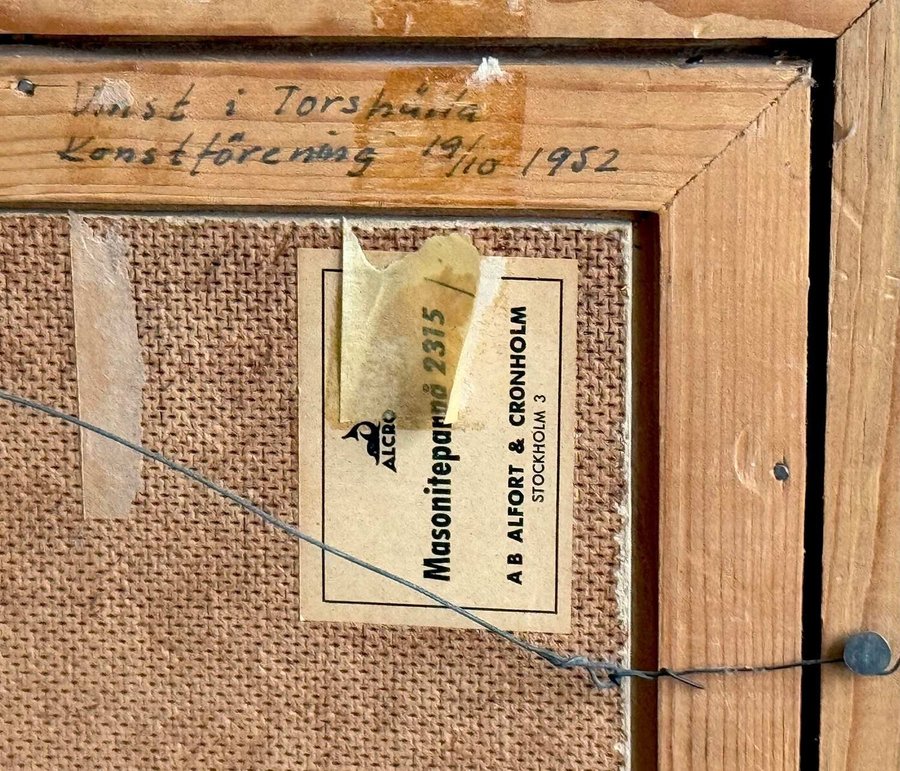 Vinst i Torshälla
Konstförening 19/10 1952
ALCRO
Masonitepannå 2315
AB ALFORT & CRONHOLM
STOCKHOLM 3